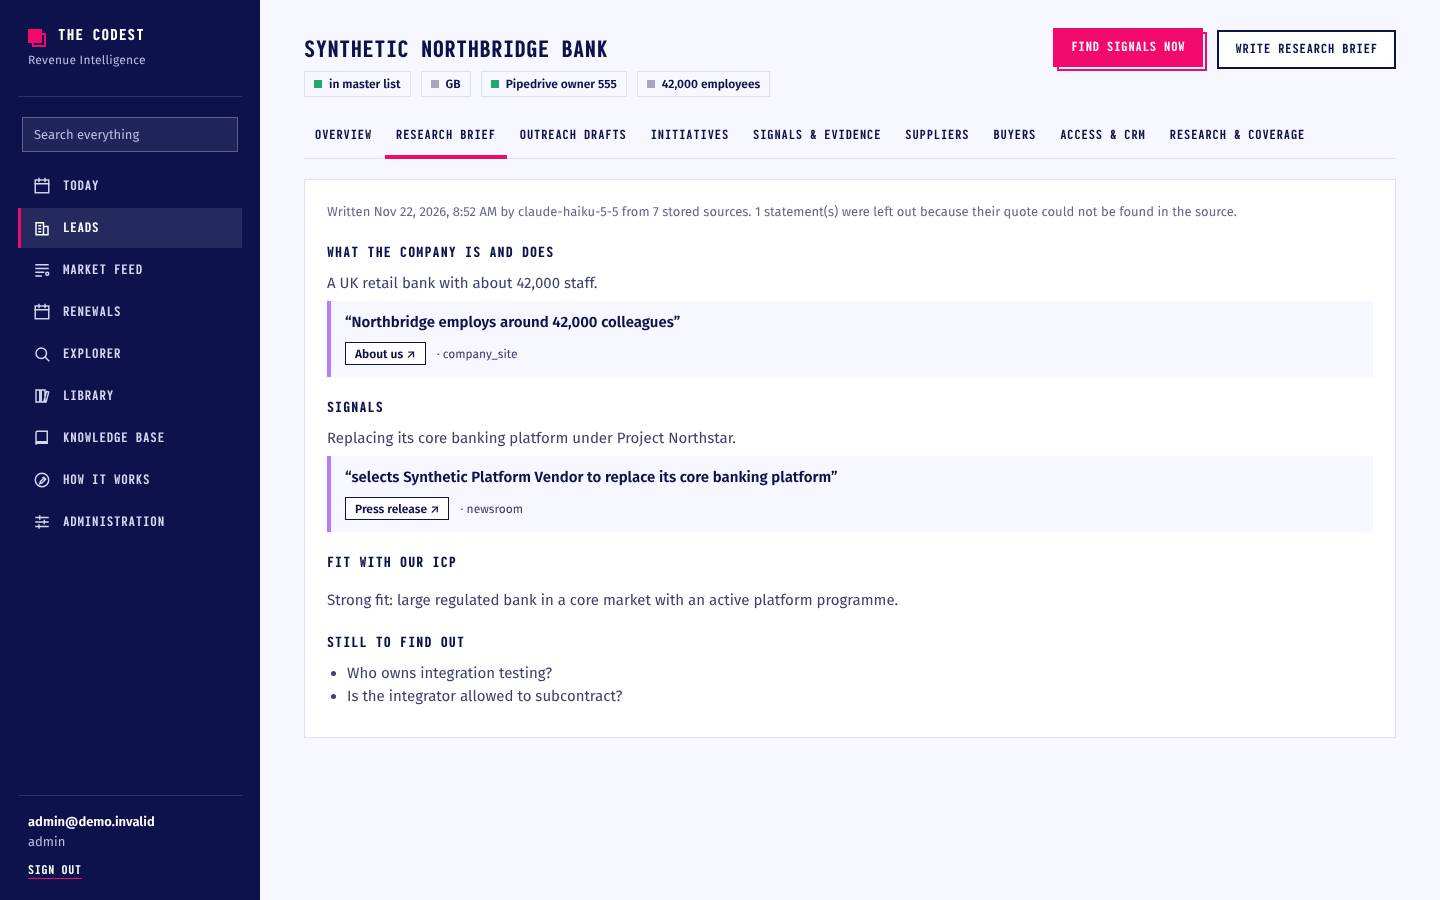 THE CODEST
Revenue Intelligence
Search everything
TODAY
LEADS
MARKET FEED
RENEWALS
EXPLORER
LIBRARY
KNOWLEDGE BASE
HOW IT WORKS
ADMINISTRATION
admin@demo.invalid
admin
SIGN OUT
SYNTHETIC NORTHBRIDGE BANK
FIND SIGNALS NOW
WRITE RESEARCH BRIEF
in master list
GB
Pipedrive owner 555
42,000 employees
OVERVIEW
RESEARCH BRIEF
OUTREACH DRAFTS
INITIATIVES
SIGNALS & EVIDENCE
SUPPLIERS
BUYERS
ACCESS & CRM
RESEARCH & COVERAGE
Written Nov 22, 2026, 8:52 AM by claude-haiku-5-5 from 7 stored sources. 1 statement(s) were left out because their quote could not be found in the source.
WHAT THE COMPANY IS AND DOES
A UK retail bank with about 42,000 staff.
“Northbridge employs around 42,000 colleagues”
About us ↗ · company_site
SIGNALS
Replacing its core banking platform under Project Northstar.
“selects Synthetic Platform Vendor to replace its core banking platform”
Press release ↗ · newsroom
FIT WITH OUR ICP
Strong fit: large regulated bank in a core market with an active platform programme.
STILL TO FIND OUT
• Who owns integration testing?
• Is the integrator allowed to subcontract?